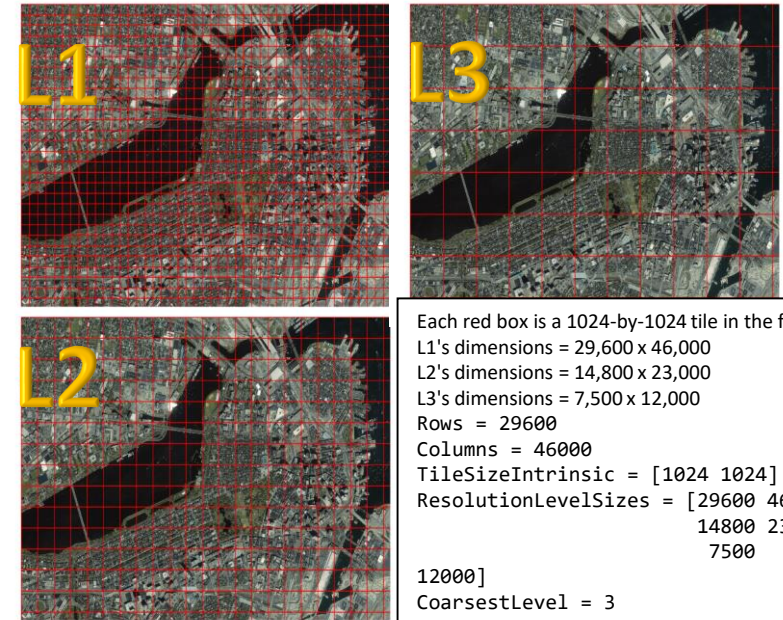 L1
L3
L2
Each red box is a 1024-by-1024 tile in the f
L1's dimensions = 29,600 x 46,000
L2's dimensions = 14,800 x 23,000
L3's dimensions = 7,500 x 12,000
Rows = 29600
Columns = 46000
TileSizeIntrinsic = [1024 1024]
ResolutionLevelSizes = [29600 46
14800 23
7500
12000]
CoarsestLevel = 3